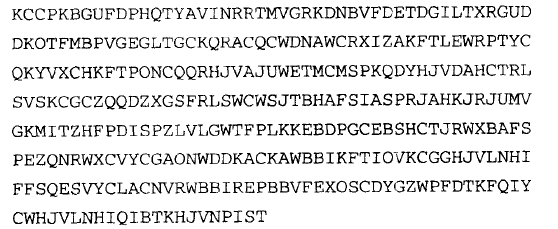 KCCPKBGUFDPHQTYAVINRRTMVGRKDNBVFDETDGILTXRGUD
DKOTFMBPVGEGLTGCKQRACQCWDNAWCRXIZAKFTLEWRPTYC
QKYVXCHKFTPONCQQRHJVAJUWETMCMSPKQDYHJVDAHCTRL
SVSKCGCZQQDZXGSFRLSWCWSJTBHAFSIASPRJAHKJRJUMV
GKMITZHFPDISPZLVLGWTFPLKKEBDPGCEBSHCTJRWXBAFS
PEZQNRWXCVYCGAONWDDKACKAWBBIKFTIOVKCGGHJVLNHI
FFSQESVYCLACNVRWBBIREPBBVFEXOSCDYGZWPFDTKFQIY
CWHJVLNHIQIBTKHJVNPIST